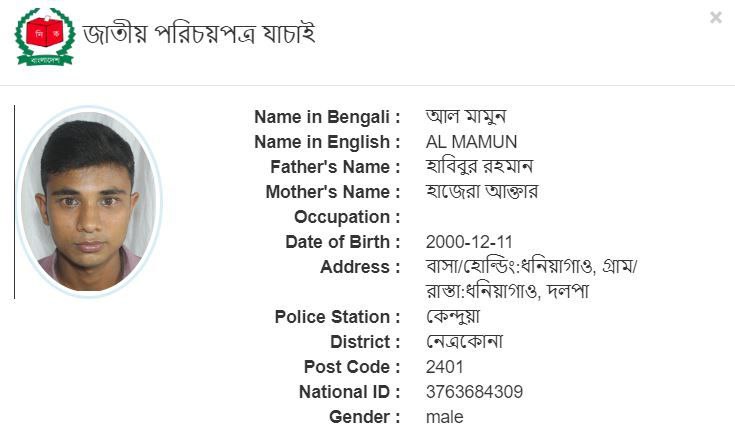 জাতীয় পরিচয়পত্র যাচাই
বাংলাদেশ
Name in Bengali : আল মামুন
Name in English : AL MAMUN
Father's Name : হাবিবুর রহমান
Mother's Name : হাজেরা আক্তার
Occupation :
Date of Birth : 2000-12-11
Address : বাসা/হোল্ডিং:ধনিয়াগাও, গ্রাম/
রাস্তা:ধনিয়াগাও, দলপা
Police Station : কেন্দুয়া
District : নেত্রকোনা
Post Code : 2401
National ID : 3763684309
Gender : male